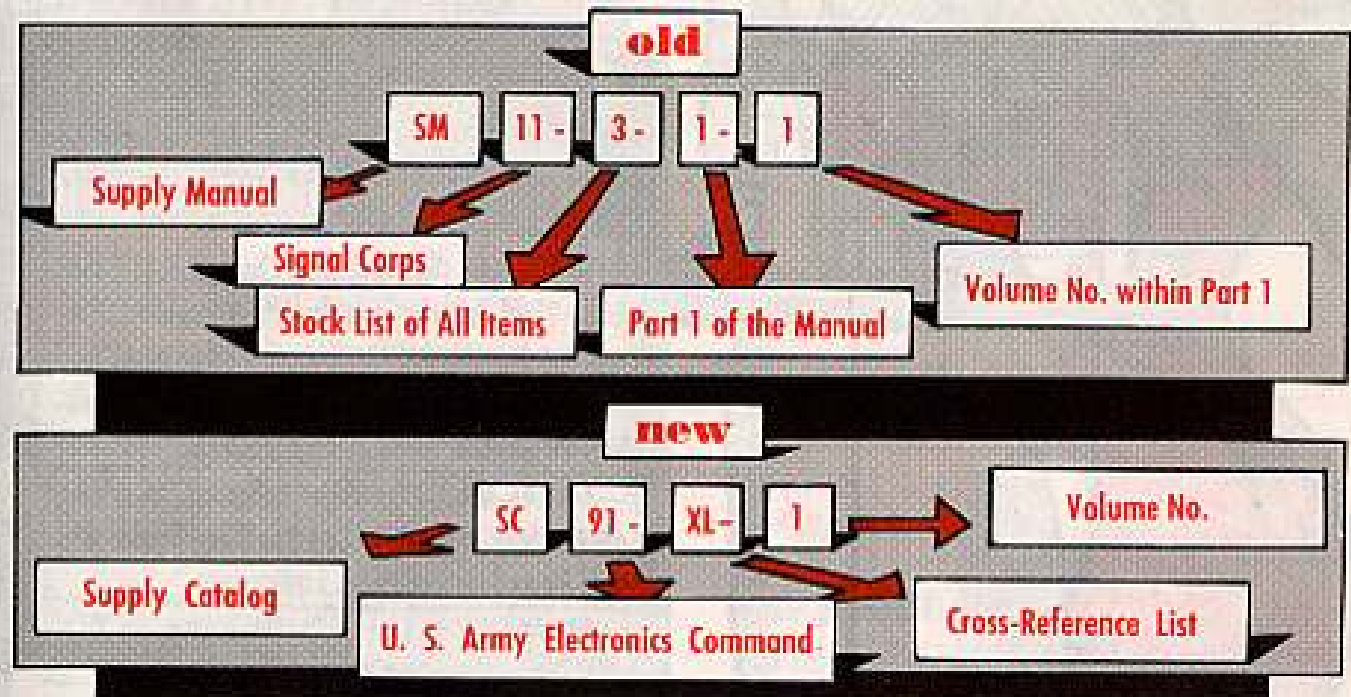 old
SM 11- 3- 1- 1
Supply Manual
Signal Corps
Stock List of All Items
Part 1 of the Manual
Volume No. within Part 1
new
SC 91- XL- 1
Volume No.
Supply Catalog
U. S. Army Electronics Command
Cross-Reference List